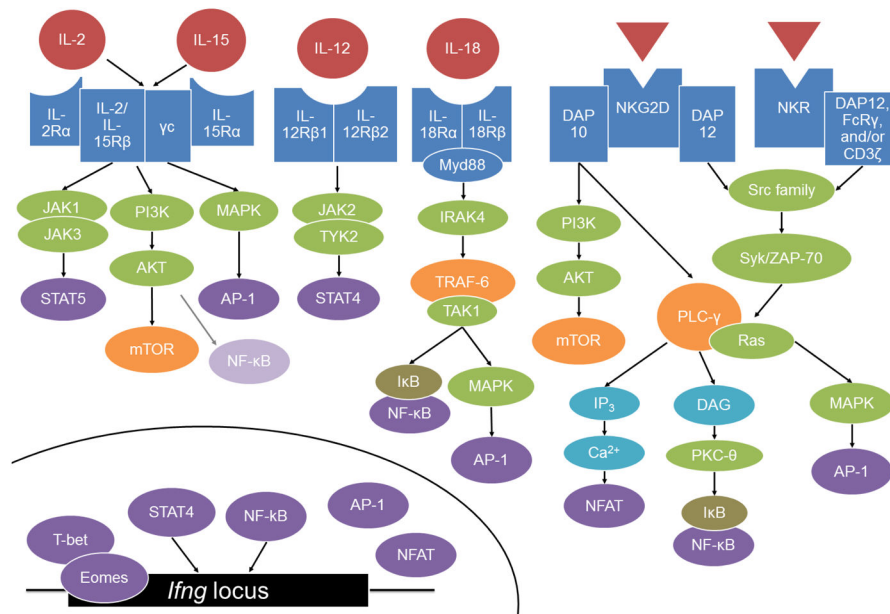 IL-2
IL-15
IL-12
IL-18
IL-
2Rα
IL-2/
IL-
15Rβ
γc
IL-
15Rα
IL-
12Rβ1
IL-
12Rβ2
IL-
18Rα
IL-
18Rβ
Myd88
DAP
10
NKG2D
DAP
12
NKR
DAP12,
FcRγ,
and/or
CD3ζ
JAK1
JAK3
PI3K
MAPK
JAK2
TYK2
IRAK4
PI3K
Src family
AKT
Syk/ZAP-70
STAT5
AP-1
STAT4
TRAF-6
TAK1
AKT
mTOR
NF-κB
mTOR
PLC-γ
Ras
IκB
NF-κB
MAPK
IP3
DAG
MAPK
AP-1
Ca2+
PKC-θ
AP-1
NFAT
IκB
NF-κB
T-bet
Eomes
STAT4
NF-kB
AP-1
NFAT
Ifng locus